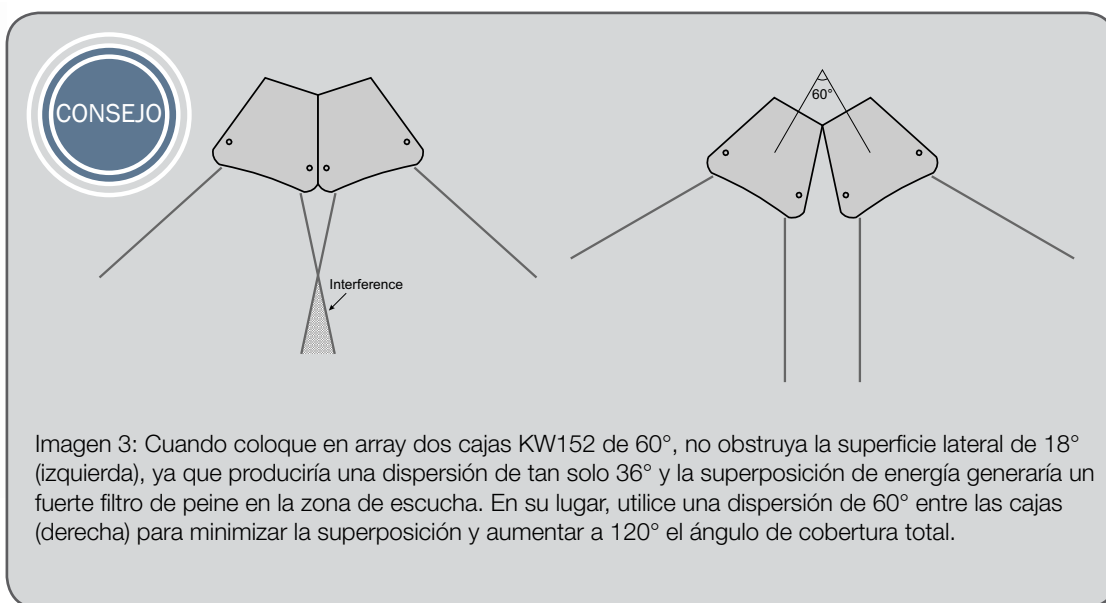 CONSEJO
60°
Interference
Imagen 3: Cuando coloque en array dos cajas KW152 de 60°, no obstruya la superficie lateral de 18°
(izquierda), ya que produciría una dispersión de tan solo 36° y la superposición de energía generaría un
fuerte filtro de peine en la zona de escucha. En su lugar, utilice una dispersión de 60° entre las cajas
(derecha) para minimizar la superposición y aumentar a 120° el ángulo de cobertura total.